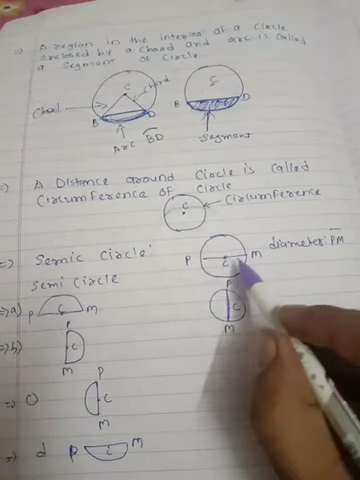 =) A region in the interior of a Circle
enclosed by a chord and arc is called
a Segment of Circle.
C
chord
Chord
B
D
Arc BD
C
B
D
Segment
=) A Distance around Circle is called
Circumference of Circle
C
Circumference
=) Semic Circle:
P
C
M
diameter PM
Semi Circle
=) a) P
C
M
P
C
M
=) b) P
C
M
=) C) P
C
M
=) d P
C
M